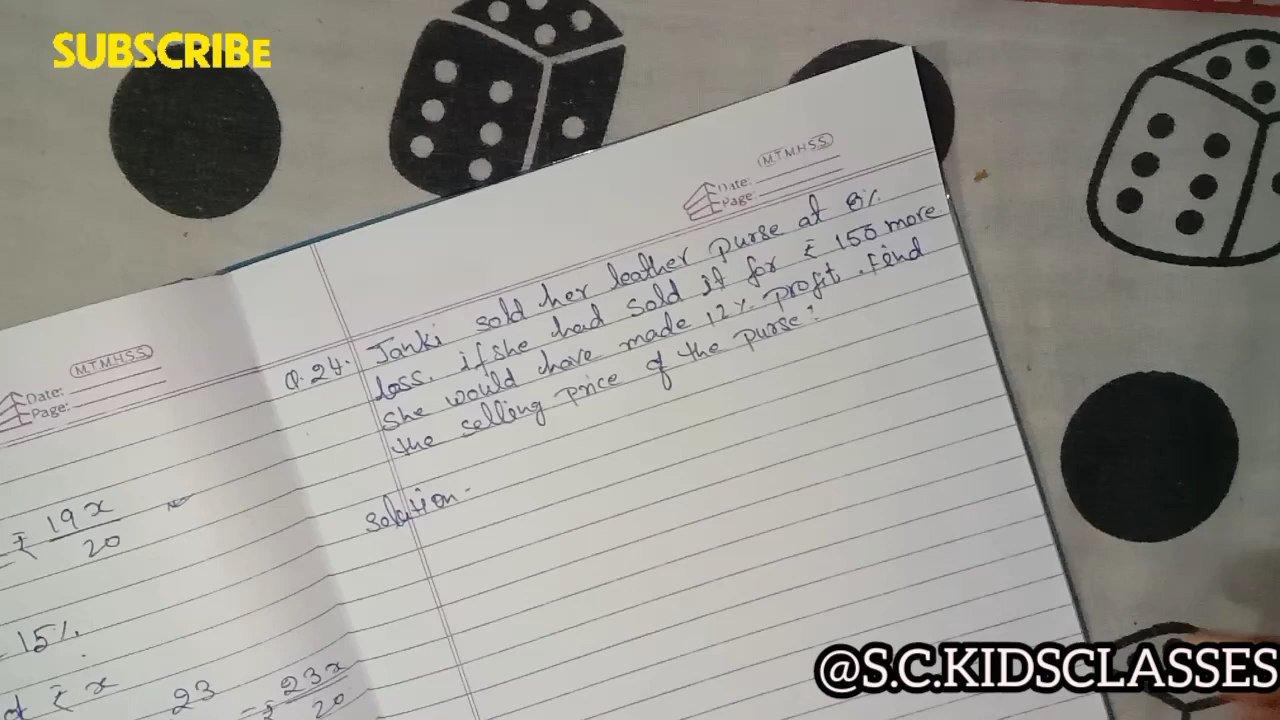 SUBSCRIBE
MTMHSS
Date:
Page:
Q.24. Janki sold her leather purse at 8%
loss. if she had sold it for ₹ 150 more
she would have made 12% profit. Find
the selling price of the purse?
Solution-
MTMHSS
Date:
Page:
= ₹ 19x/20
15%
₹ x
23 = ₹ 23x/20
@S.C.KIDSCLASSES